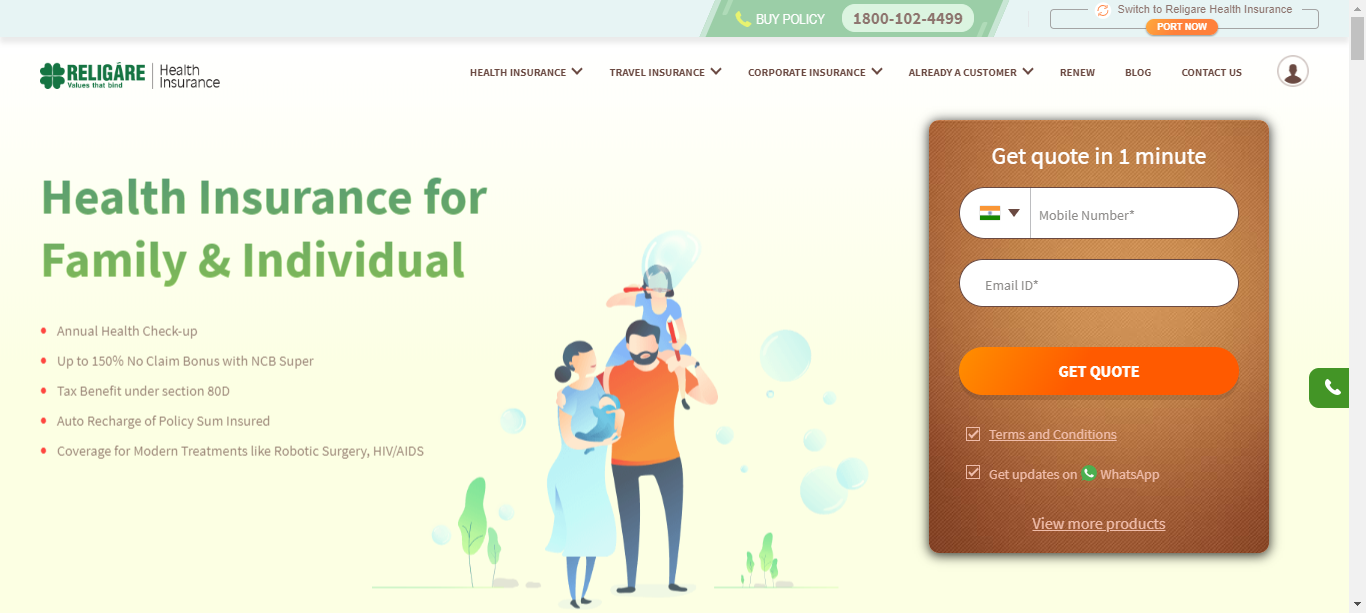 BUY POLICY 1800-102-4499
Switch to Religare Health Insurance
PORT NOW
RELIGÁRE
Values that bind
Health
Insurance
HEALTH INSURANCE TRAVEL INSURANCE CORPORATE INSURANCE ALREADY A CUSTOMER RENEW BLOG CONTACT US
Health Insurance for
Family & Individual
Annual Health Check-up
Up to 150% No Claim Bonus with NCB Super
Tax Benefit under section 80D
Auto Recharge of Policy Sum Insured
Coverage for Modern Treatments like Robotic Surgery, HIV/AIDS
Get quote in 1 minute
Mobile Number*
Email ID*
GET QUOTE
Terms and Conditions
Get updates on WhatsApp
View more products